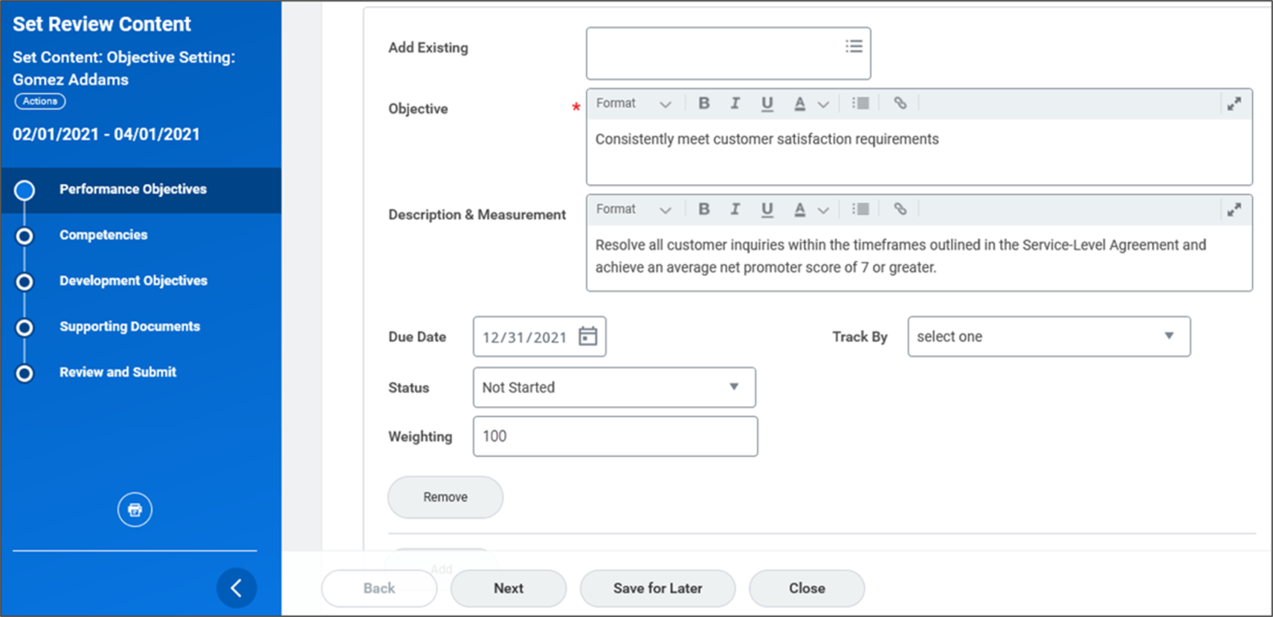 Set Review Content
Set Content: Objective Setting:
Gomez Addams
Actions
02/01/2021 - 04/01/2021
Performance Objectives
Competencies
Development Objectives
Supporting Documents
Review and Submit
Add Existing
Objective
*
Format
B I U A
Consistently meet customer satisfaction requirements
Description & Measurement
Format
B I U A
Resolve all customer inquiries within the timeframes outlined in the Service-Level Agreement and
achieve an average net promoter score of 7 or greater.
Due Date
12/31/2021
Track By
select one
Status
Not Started
Weighting
100
Remove
Add
Back
Next
Save for Later
Close